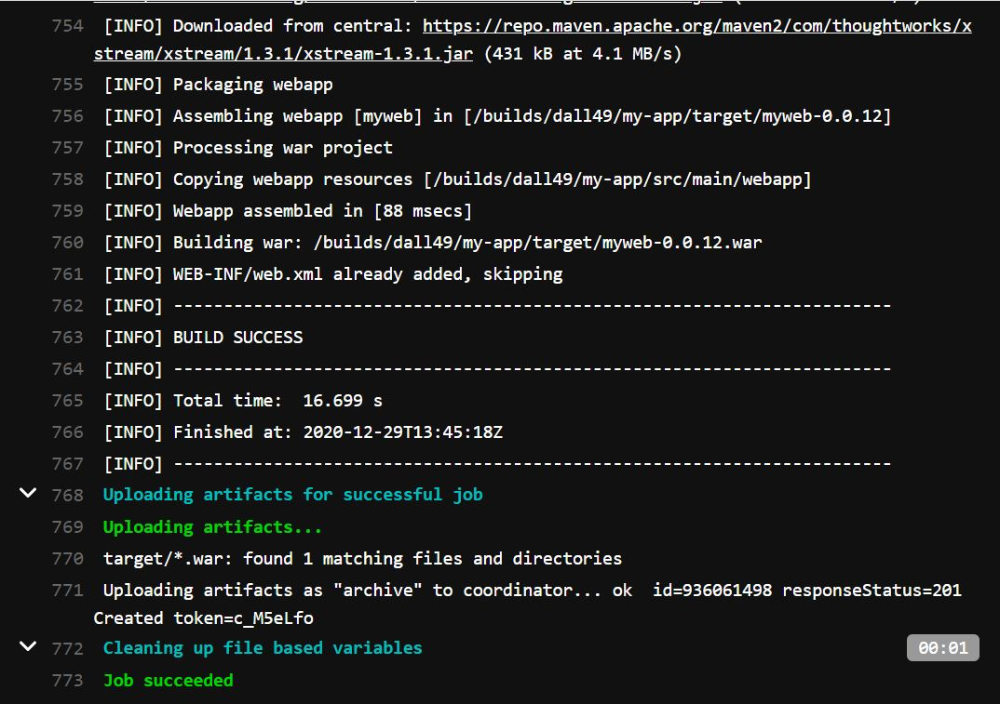 754 [INFO] Downloaded from central: https://repo.maven.apache.org/maven2/com/thoughtworks/x
stream/xstream/1.3.1/xstream-1.3.1.jar (431 kB at 4.1 MB/s)
755 [INFO] Packaging webapp
756 [INFO] Assembling webapp [myweb] in [/builds/dall49/my-app/target/myweb-0.0.12]
757 [INFO] Processing war project
758 [INFO] Copying webapp resources [/builds/dall49/my-app/src/main/webapp]
759 [INFO] Webapp assembled in [88 msecs]
760 [INFO] Building war: /builds/dall49/my-app/target/myweb-0.0.12.war
761 [INFO] WEB-INF/web.xml already added, skipping
762 [INFO] ------------------------------------------------------------------------
763 [INFO] BUILD SUCCESS
764 [INFO] ------------------------------------------------------------------------
765 [INFO] Total time:  16.699 s
766 [INFO] Finished at: 2020-12-29T13:45:18Z
767 [INFO] ------------------------------------------------------------------------
768 Uploading artifacts for successful job
769 Uploading artifacts...
770 target/*.war: found 1 matching files and directories
771 Uploading artifacts as "archive" to coordinator... ok  id=936061498 responseStatus=201
Created token=c_M5eLfo
772 Cleaning up file based variables 00:01
773 Job succeeded